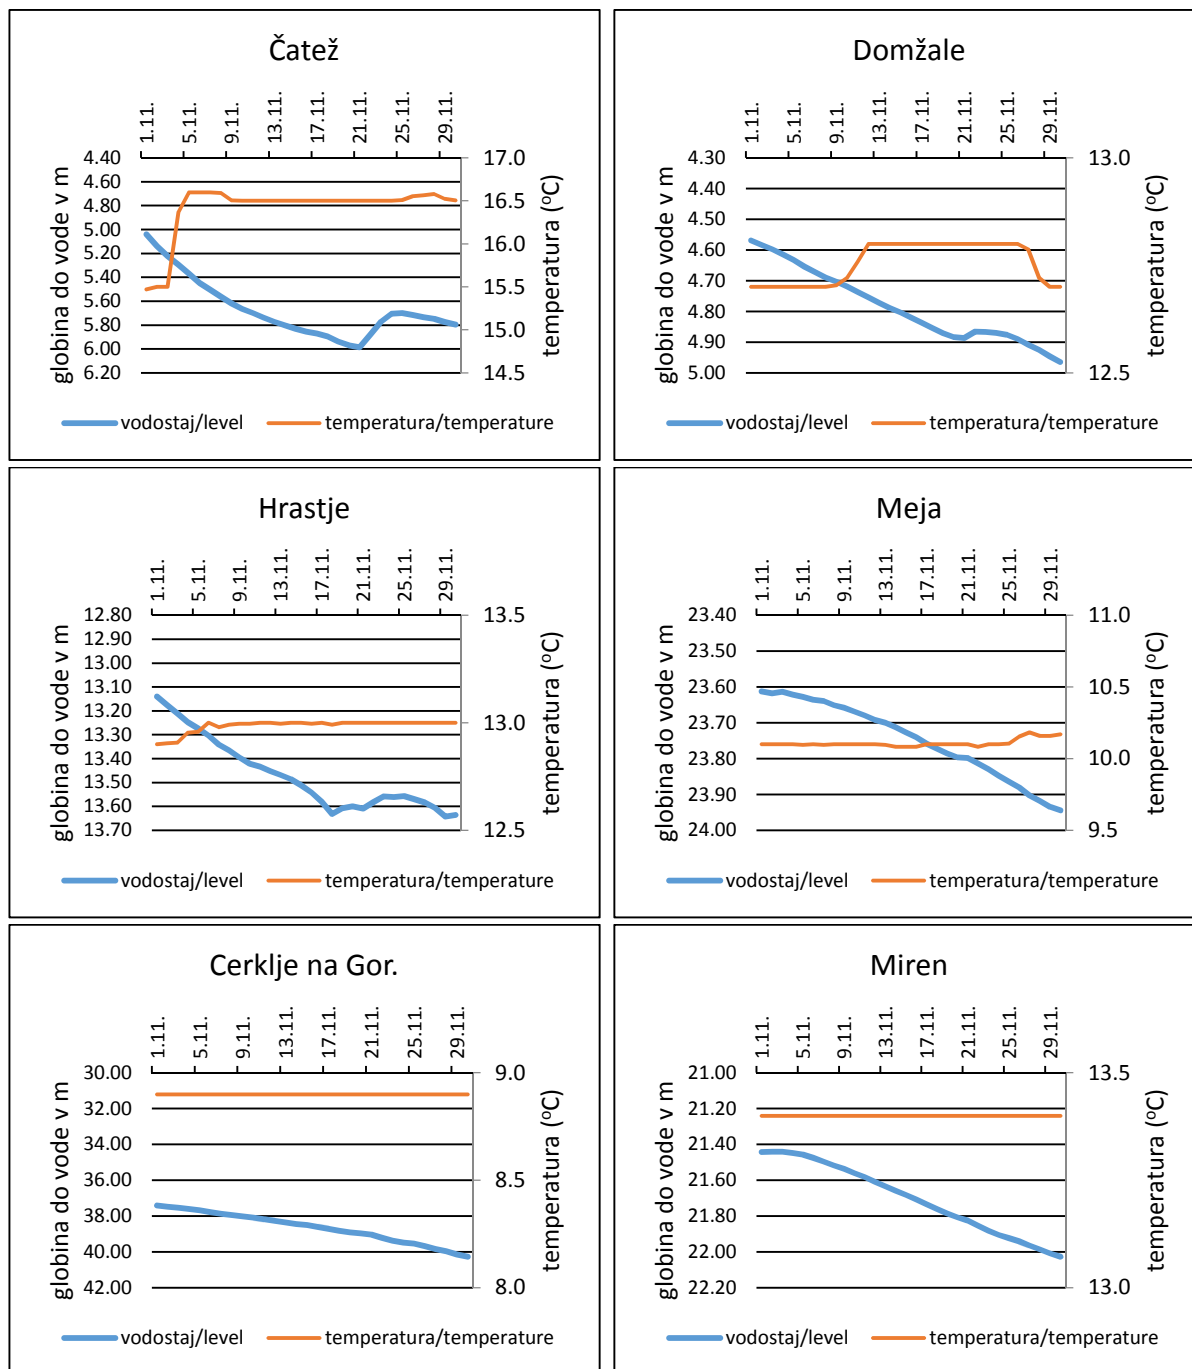 Čatež
1.11. 5.11. 9.11. 13.11. 17.11. 21.11. 25.11. 29.11.
globina do vode v m
4.40
4.60
4.80
5.00
5.20
5.40
5.60
5.80
6.00
6.20
17.0
16.5
16.0
15.5
15.0
14.5
temperatura (ºC)
vodostaj/level temperatura/temperature
Domžale
1.11. 5.11. 9.11. 13.11. 17.11. 21.11. 25.11. 29.11.
globina do vode v m
4.30
4.40
4.50
4.60
4.70
4.80
4.90
5.00
13.0
12.5
temperatura (ºC)
vodostaj/level temperatura/temperature
Hrastje
1.11. 5.11. 9.11. 13.11. 17.11. 21.11. 25.11. 29.11.
globina do vode v m
12.80
12.90
13.00
13.10
13.20
13.30
13.40
13.50
13.60
13.70
13.5
13.0
12.5
temperatura (ºC)
vodostaj/level temperatura/temperature
Meja
1.11. 5.11. 9.11. 13.11. 17.11. 21.11. 25.11. 29.11.
globina do vode v m
23.40
23.50
23.60
23.70
23.80
23.90
24.00
11.0
10.5
10.0
9.5
temperatura (ºC)
vodostaj/level temperatura/temperature
Cerklje na Gor.
1.11. 5.11. 9.11. 13.11. 17.11. 21.11. 25.11. 29.11.
globina do vode v m
30.00
32.00
34.00
36.00
38.00
40.00
42.00
9.0
8.5
8.0
temperatura (ºC)
vodostaj/level temperatura/temperature
Miren
1.11. 5.11. 9.11. 13.11. 17.11. 21.11. 25.11. 29.11.
globina do vode v m
21.00
21.20
21.40
21.60
21.80
22.00
22.20
13.5
13.0
temperatura (ºC)
vodostaj/level temperatura/temperature